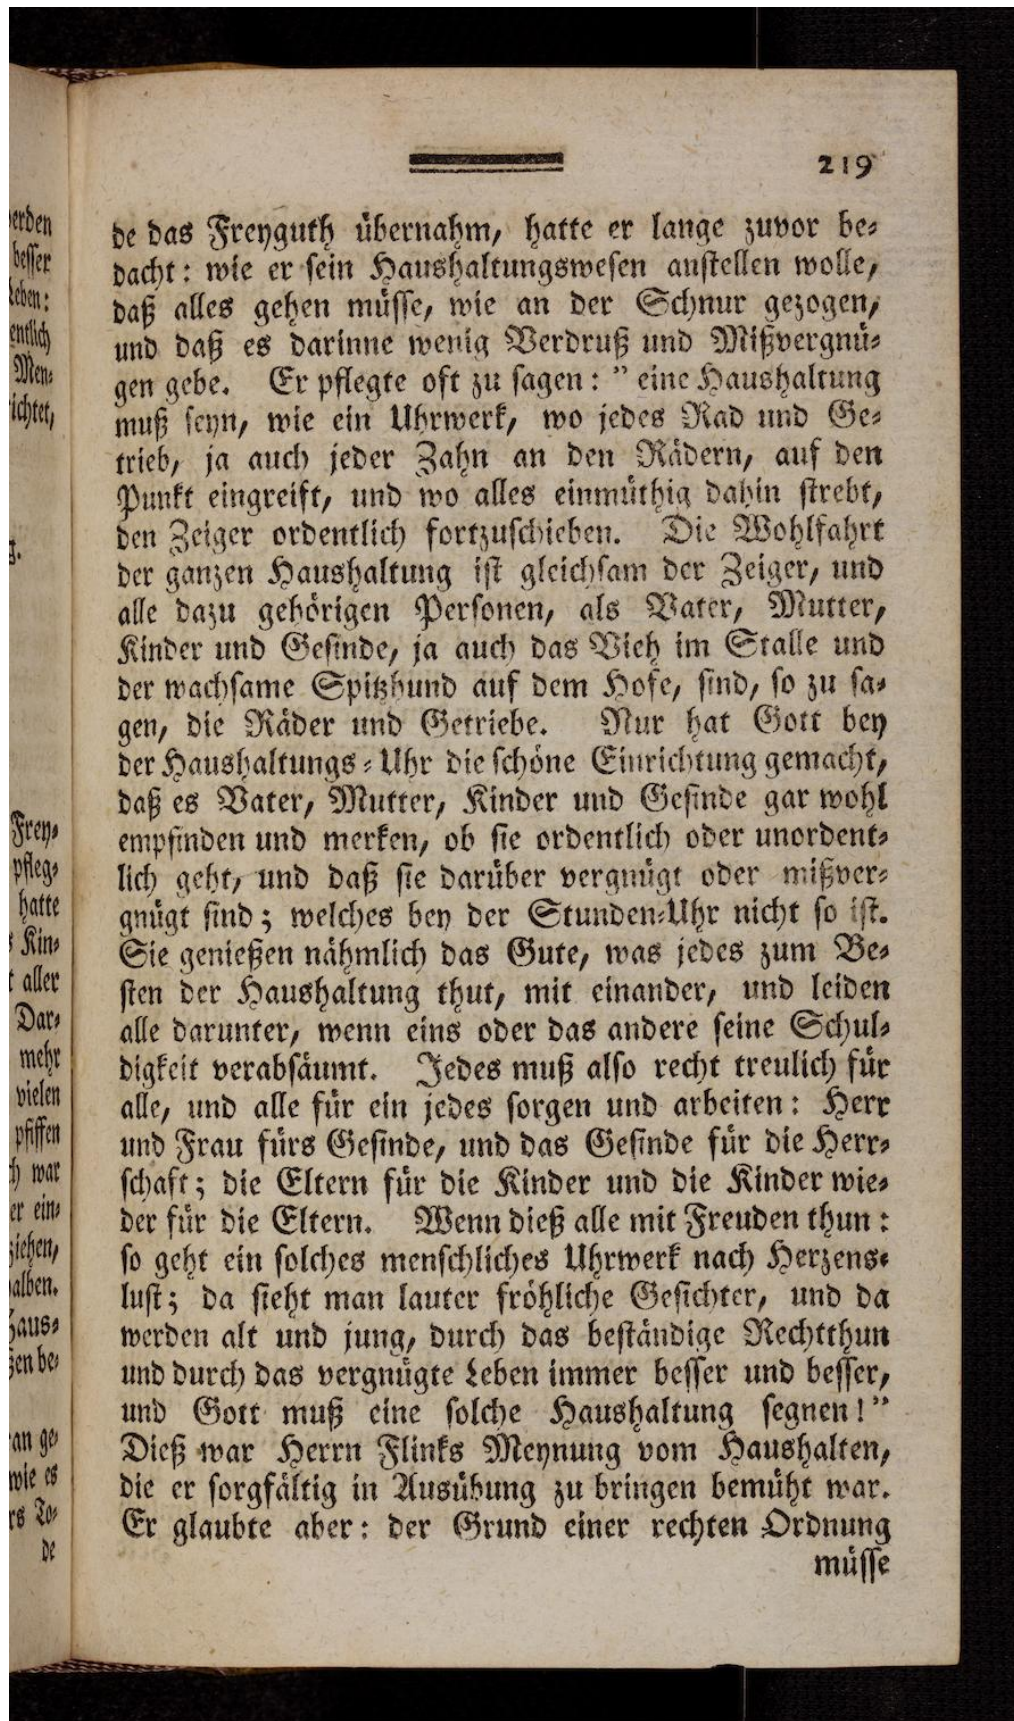 219
de das Freyguth übernahm, hatte er lange zuvor be-
dacht: wie er sein Haushaltungswesen anstellen wolle,
daß alles gehen müsse, wie an der Schnur gezogen,
und daß es darinne wenig Verdruß und Mißvergnü-
gen gebe. Er pflegte oft zu sagen: "eine Haushaltung
muß seyn, wie ein Uhrwerk, wo jedes Rad und Ge-
trieb, ja auch jeder Zahn an den Rädern, auf den
Punkt eingreift, und wo alles einmüthig dahin strebt,
den Zeiger ordentlich fortzuschieben. Die Wohlfahrt
der ganzen Haushaltung ist gleichsam der Zeiger, und
alle dazu gehörigen Personen, als Vater, Mutter,
Kinder und Gesinde, ja auch das Vieh im Stalle und
der wachsame Spitzhund auf dem Hofe, sind, so zu sa-
gen, die Räder und Getriebe. Nur hat Gott bey
der Haushaltungs-Uhr die schöne Einrichtung gemacht,
daß es Vater, Mutter, Kinder und Gesinde gar wohl
empfinden und merken, ob sie ordentlich oder unordent-
lich geht, und daß sie darüber vergnügt oder mißver-
gnügt sind; welches bey der Stunden-Uhr nicht so ist.
Sie genießen nähmlich das Gute, was jedes zum Be-
sten der Haushaltung thut, mit einander, und leiden
alle darunter, wenn eins oder das andere seine Schul-
digkeit verabsäumt. Jedes muß also recht treulich für
alle, und alle für ein jedes sorgen und arbeiten: Herr
und Frau fürs Gesinde, und das Gesinde für die Herr-
schaft; die Eltern für die Kinder und die Kinder wie-
der für die Eltern. Wenn dieß alle mit Freuden thun:
so geht ein solches menschliches Uhrwerk nach Herzens-
lust; da sieht man lauter fröhliche Gesichter, und da
werden alt und jung, durch das beständige Rechtthun
und durch das vergnügte Leben immer besser und besser,
und Gott muß eine solche Haushaltung segnen!"
Dieß war Herrn Flinks Meynung vom Haushalten,
die er sorgfältig in Ausübung zu bringen bemüht war.
Er glaubte aber: der Grund einer rechten Ordnung
müsse